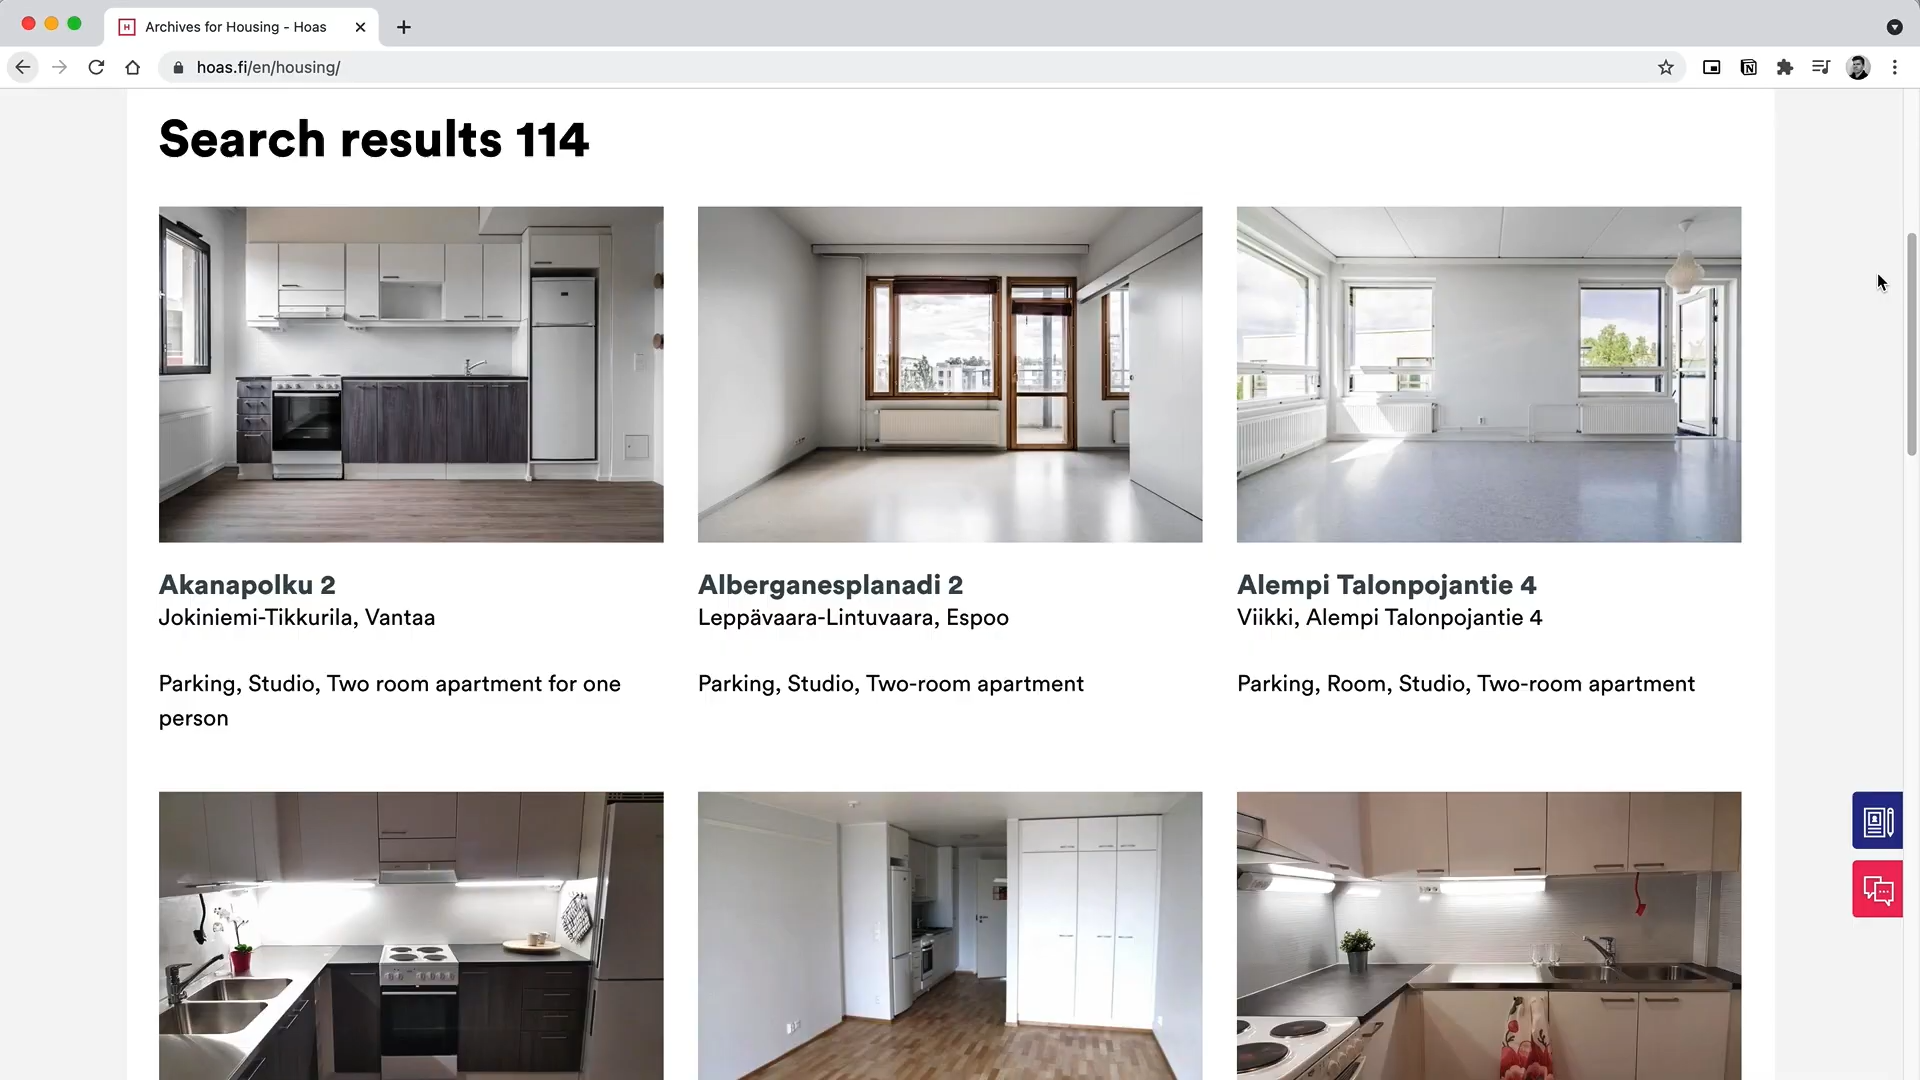 H Archives for Housing - Hoas
hoas.fi/en/housing/
Search results 114
Akanapolku 2
Jokiniemi-Tikkurila, Vantaa
Parking, Studio, Two room apartment for one
person
Alberganesplanadi 2
Leppävaara-Lintuvaara, Espoo
Parking, Studio, Two-room apartment
Alempi Talonpojantie 4
Viikki, Alempi Talonpojantie 4
Parking, Room, Studio, Two-room apartment